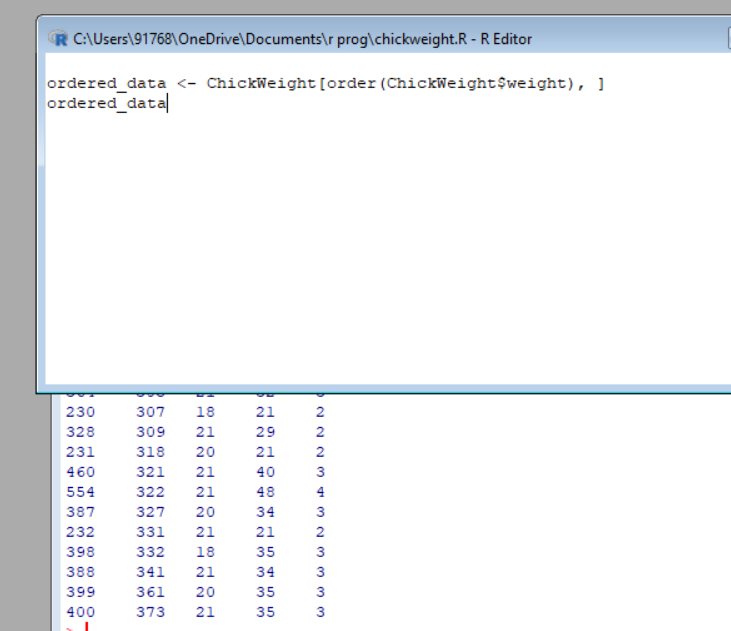 C:\Users\91768\OneDrive\Documents\r prog\chickweight.R - R Editor
ordered_data <- ChickWeight[order(ChickWeight$weight), ]
ordered_data
230 307 18 21 2
328 309 21 29 2
231 318 20 21 2
460 321 21 40 3
554 322 21 48 4
387 327 20 34 3
232 331 21 21 2
398 332 18 35 3
388 341 21 34 3
399 361 20 35 3
400 373 21 35 3
>